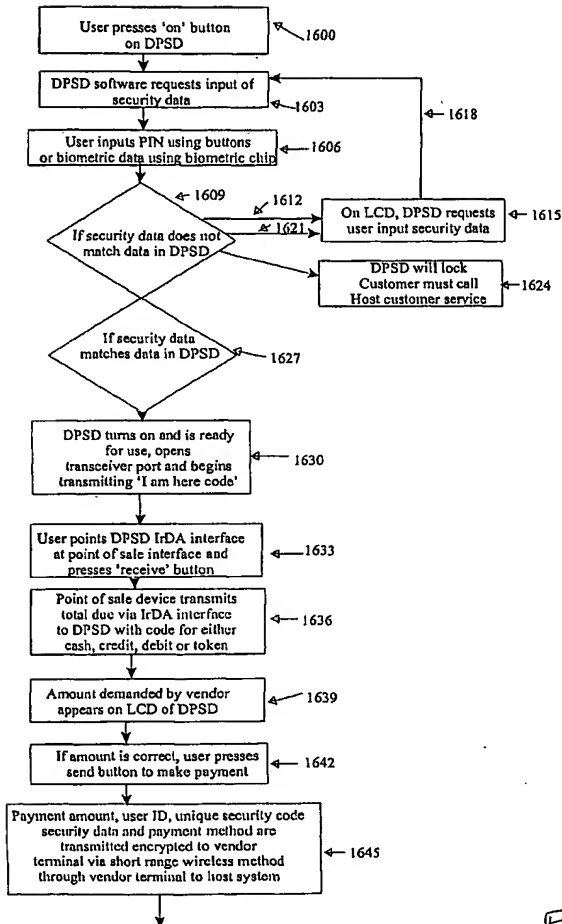 User presses 'on' button
on DPSD
1600
DPSD software requests input of
security data
1603
1618
User inputs PIN using buttons
or biometric data using biometric chip
1606
1609
1612
1621
On LCD, DPSD requests
user input security data
1615
If security data does not
match data in DPSD
DPSD will lock
Customer must call
Host customer service
1624
If security data
matches data in DPSD
1627
DPSD turns on and is ready
for use, opens
transceiver port and begins
transmitting 'I am here code'
1630
User points DPSD IrDA interface
at point of sale interface and
presses 'receive' button
1633
Point of sale device transmits
total due via IrDA interface
to DPSD with code for either
cash, credit, debit or token
1636
Amount demanded by vendor
appears on LCD of DPSD
1639
If amount is correct, user presses
send button to make payment
1642
Payment amount, user ID, unique security code
security data and payment method are
transmitted encrypted to vendor
terminal via short range wireless method
through vendor terminal to host system
1645